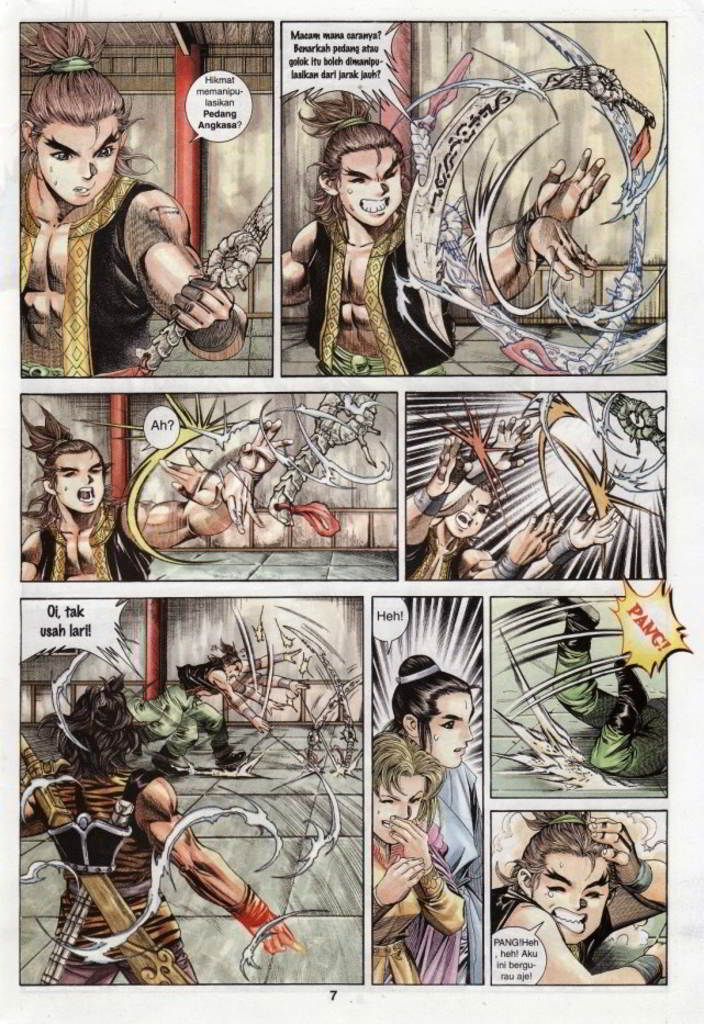 Hikmat
memanipu-
lasikan
Pedang
Angkasa?
Macam mana caranya?
Benarkah pedang atau
golok itu boleh dimanipu-
lasikan dari jarak jauh?
Ah?
Oi, tak
usah lari!
Heh!
PANG!
PANG!Heh
, heh! Aku
ini bergu-
rau aje!
7